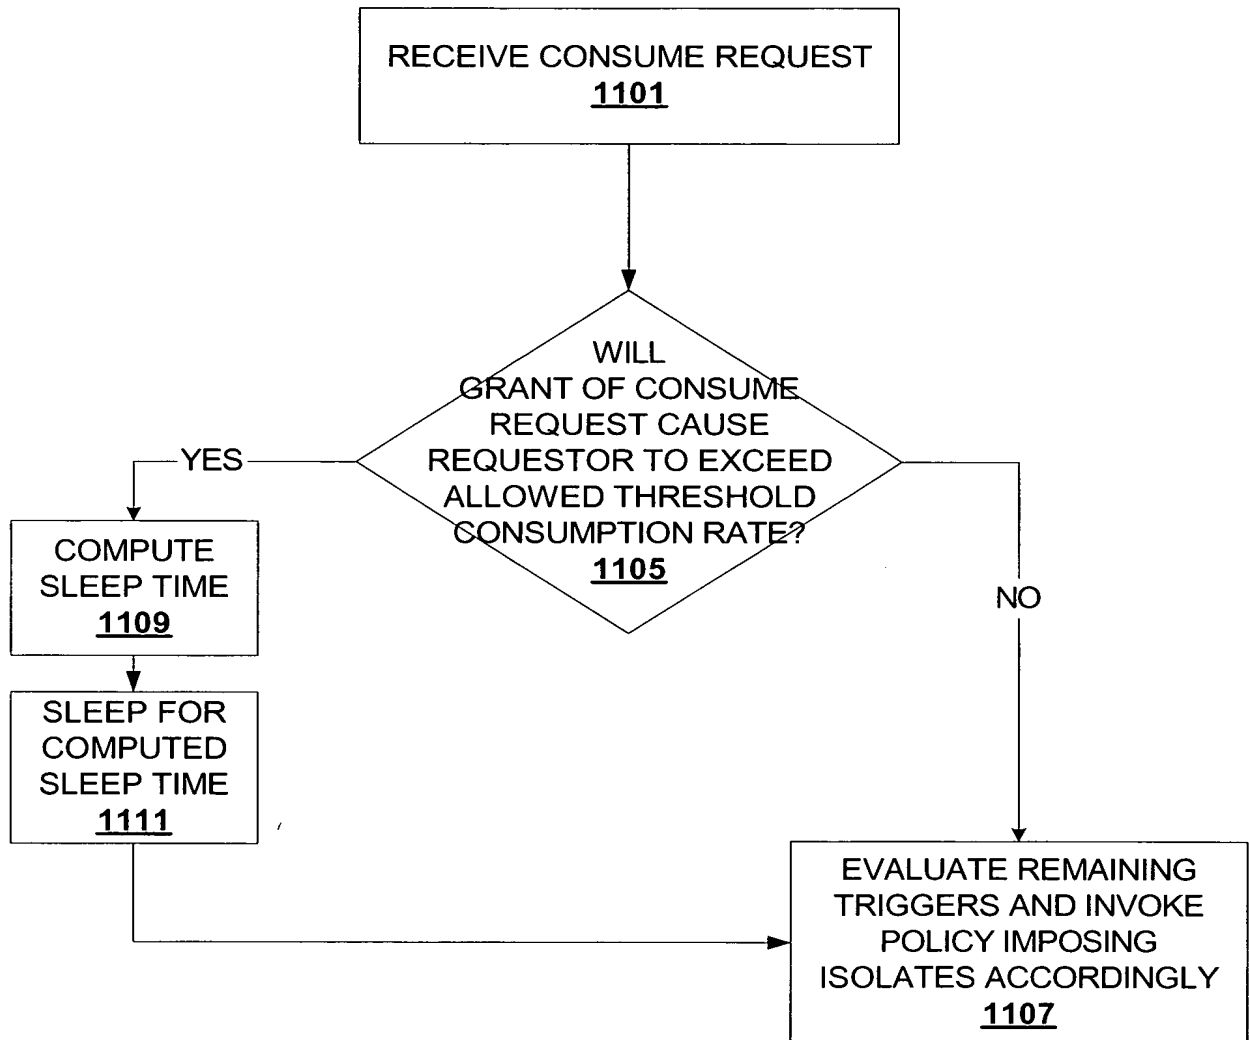 RECEIVE CONSUME REQUEST
1101
WILL
GRANT OF CONSUME
REQUEST CAUSE
REQUESTOR TO EXCEED
ALLOWED THRESHOLD
CONSUMPTION RATE?
1105
YES
NO
COMPUTE
SLEEP TIME
1109
SLEEP FOR
COMPUTED
SLEEP TIME
1111
EVALUATE REMAINING
TRIGGERS AND INVOKE
POLICY IMPOSING
ISOLATES ACCORDINGLY
1107